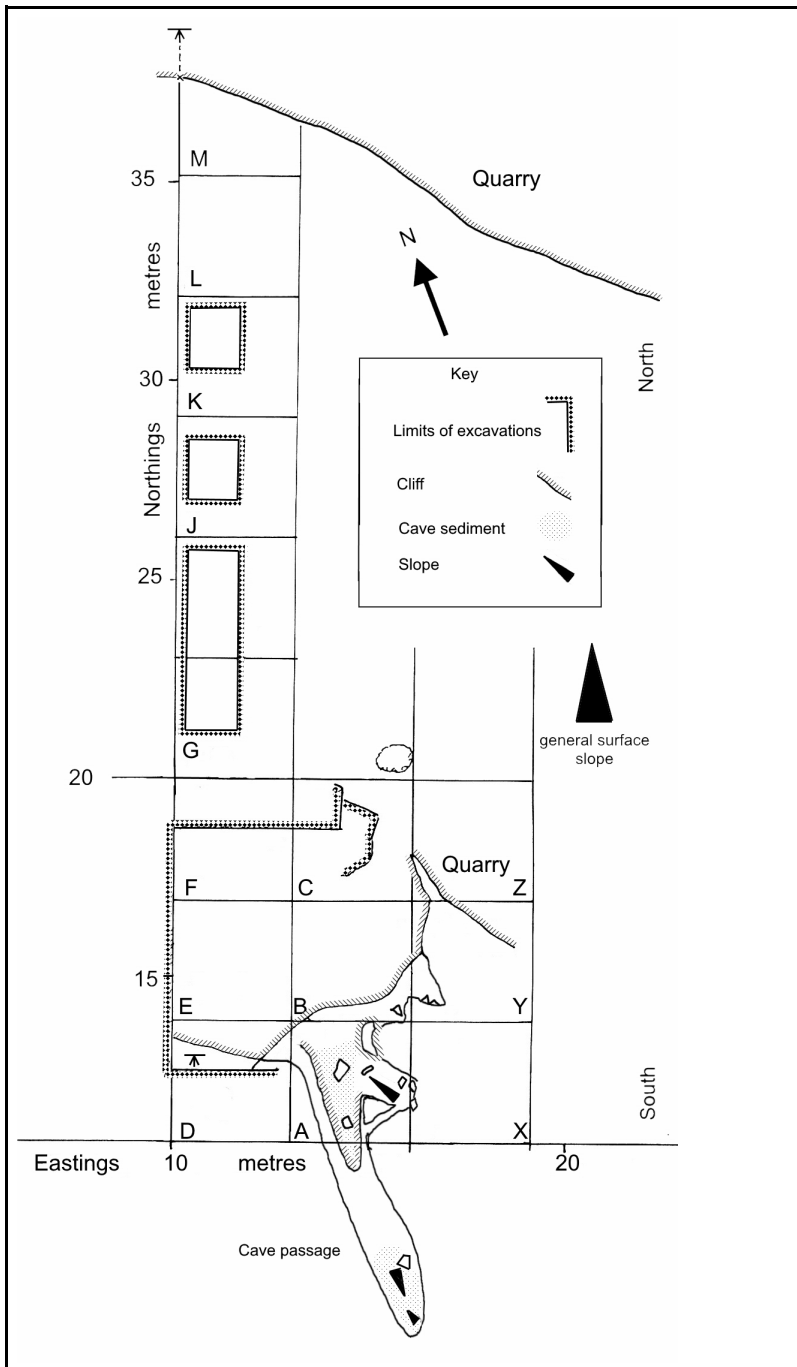 M
35
Quarry
metres
N
L
North
30
Key
K
Limits of excavations
Northings
Cliff
J
Cave sediment
Slope
25
general surface
slope
G
20
Quarry
F
C
Z
15
E
B
Y
South
D
A
X
Eastings
10
metres
20
Cave passage